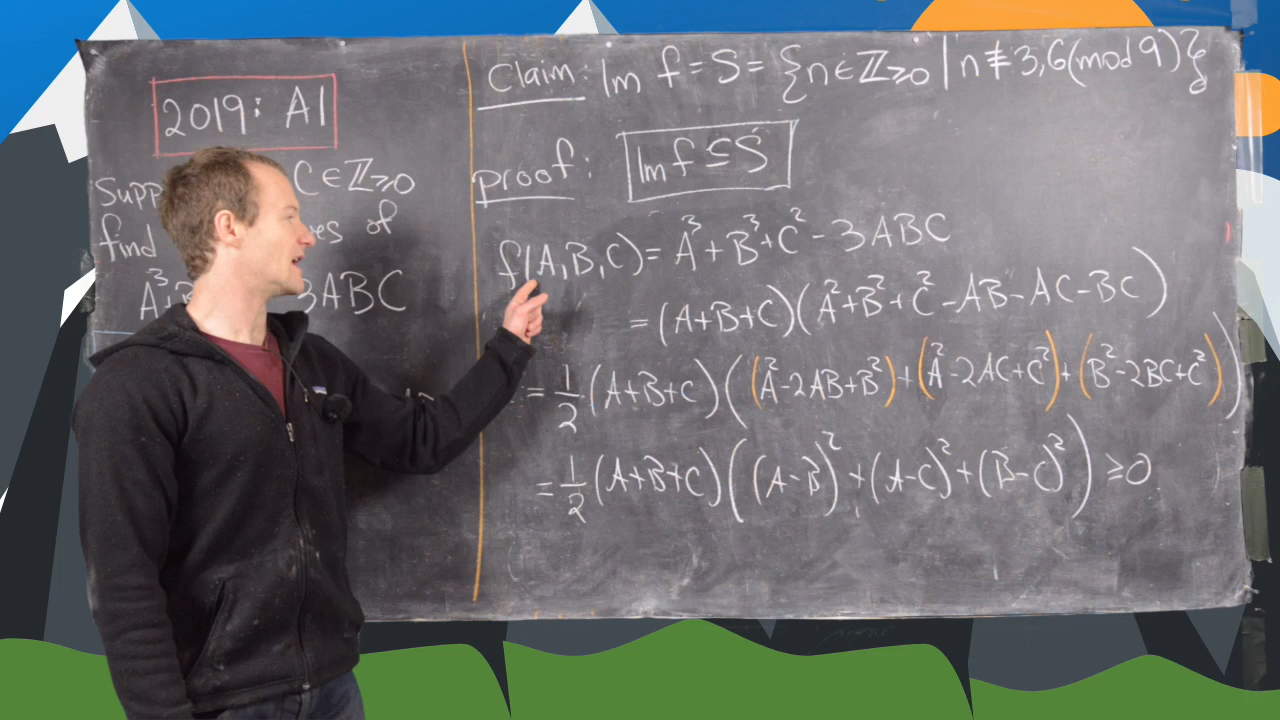 2019: A1
Supp C ∈ ℤ≥0
find es of
A³+B 3ABC
Claim: Im f = S = {n ∈ ℤ≥0 | n ≢ 3,6 (mod 9)}
proof: Im f ⊆ S
f(A,B,C) = A³ + B³ + C² - 3ABC
= (A+B+C)(A²+B²+C²-AB-AC-BC)
= 1/2 (A+B+C)((A²-2AB+B²)+(A²-2AC+C²)+(B²-2BC+C²))
= 1/2 (A+B+C)((A-B)²+(A-C)²+(B-C)²) ≥ 0